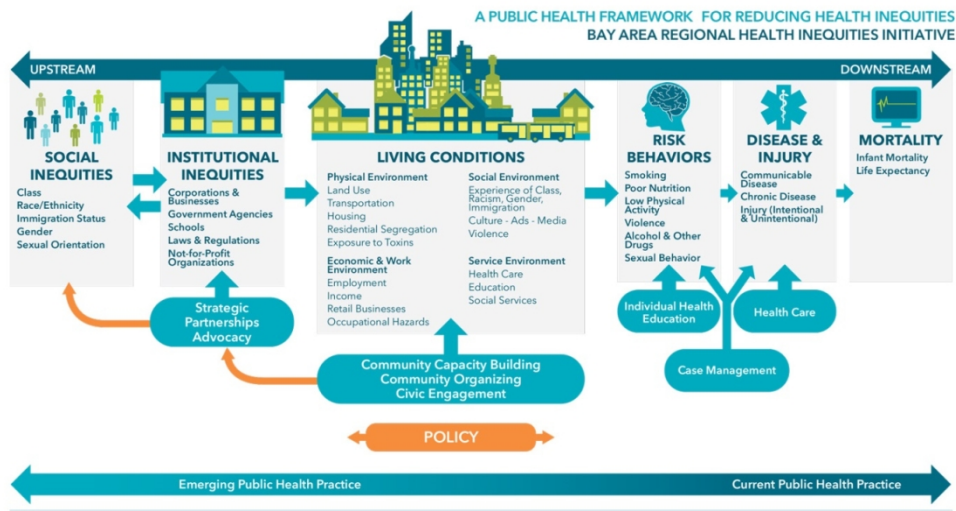 A PUBLIC HEALTH FRAMEWORK FOR REDUCING HEALTH INEQUITIES
BAY AREA REGIONAL HEALTH INEQUITIES INITIATIVE
UPSTREAM
DOWNSTREAM
SOCIAL
INEQUITIES
Class
Race/Ethnicity
Immigration Status
Gender
Sexual Orientation
INSTITUTIONAL
INEQUITIES
Corporations &
Businesses
Government Agencies
Schools
Laws & Regulations
Not-for-Profit
Organizations
Strategic
Partnerships
Advocacy
LIVING CONDITIONS
Physical Environment
Land Use
Transportation
Housing
Residential Segregation
Exposure to Toxins
Economic & Work
Environment
Employment
Income
Retail Businesses
Occupational Hazards
Social Environment
Experience of Class,
Racism, Gender,
Immigration
Culture - Ads - Media
Violence
Service Environment
Health Care
Education
Social Services
Community Capacity Building
Community Organizing
Civic Engagement
RISK
BEHAVIORS
Smoking
Poor Nutrition
Low Physical
Activity
Violence
Alcohol & Other
Drugs
Sexual Behavior
Individual Health
Education
DISEASE &
INJURY
Communicable
Disease
Chronic Disease
Injury (Intentional
& Unintentional)
Health Care
Case Management
MORTALITY
Infant Mortality
Life Expectancy
POLICY
Emerging Public Health Practice
Current Public Health Practice